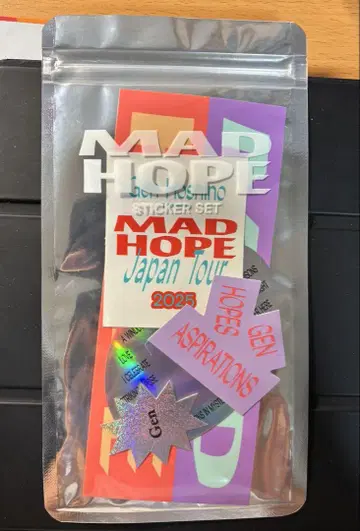 MAD
HOPE
Gen Hoshino
STICKER SET
MAD
HOPE
Japan Tour
2025
GEN
HOPES
ASPIRATIONS
Gen